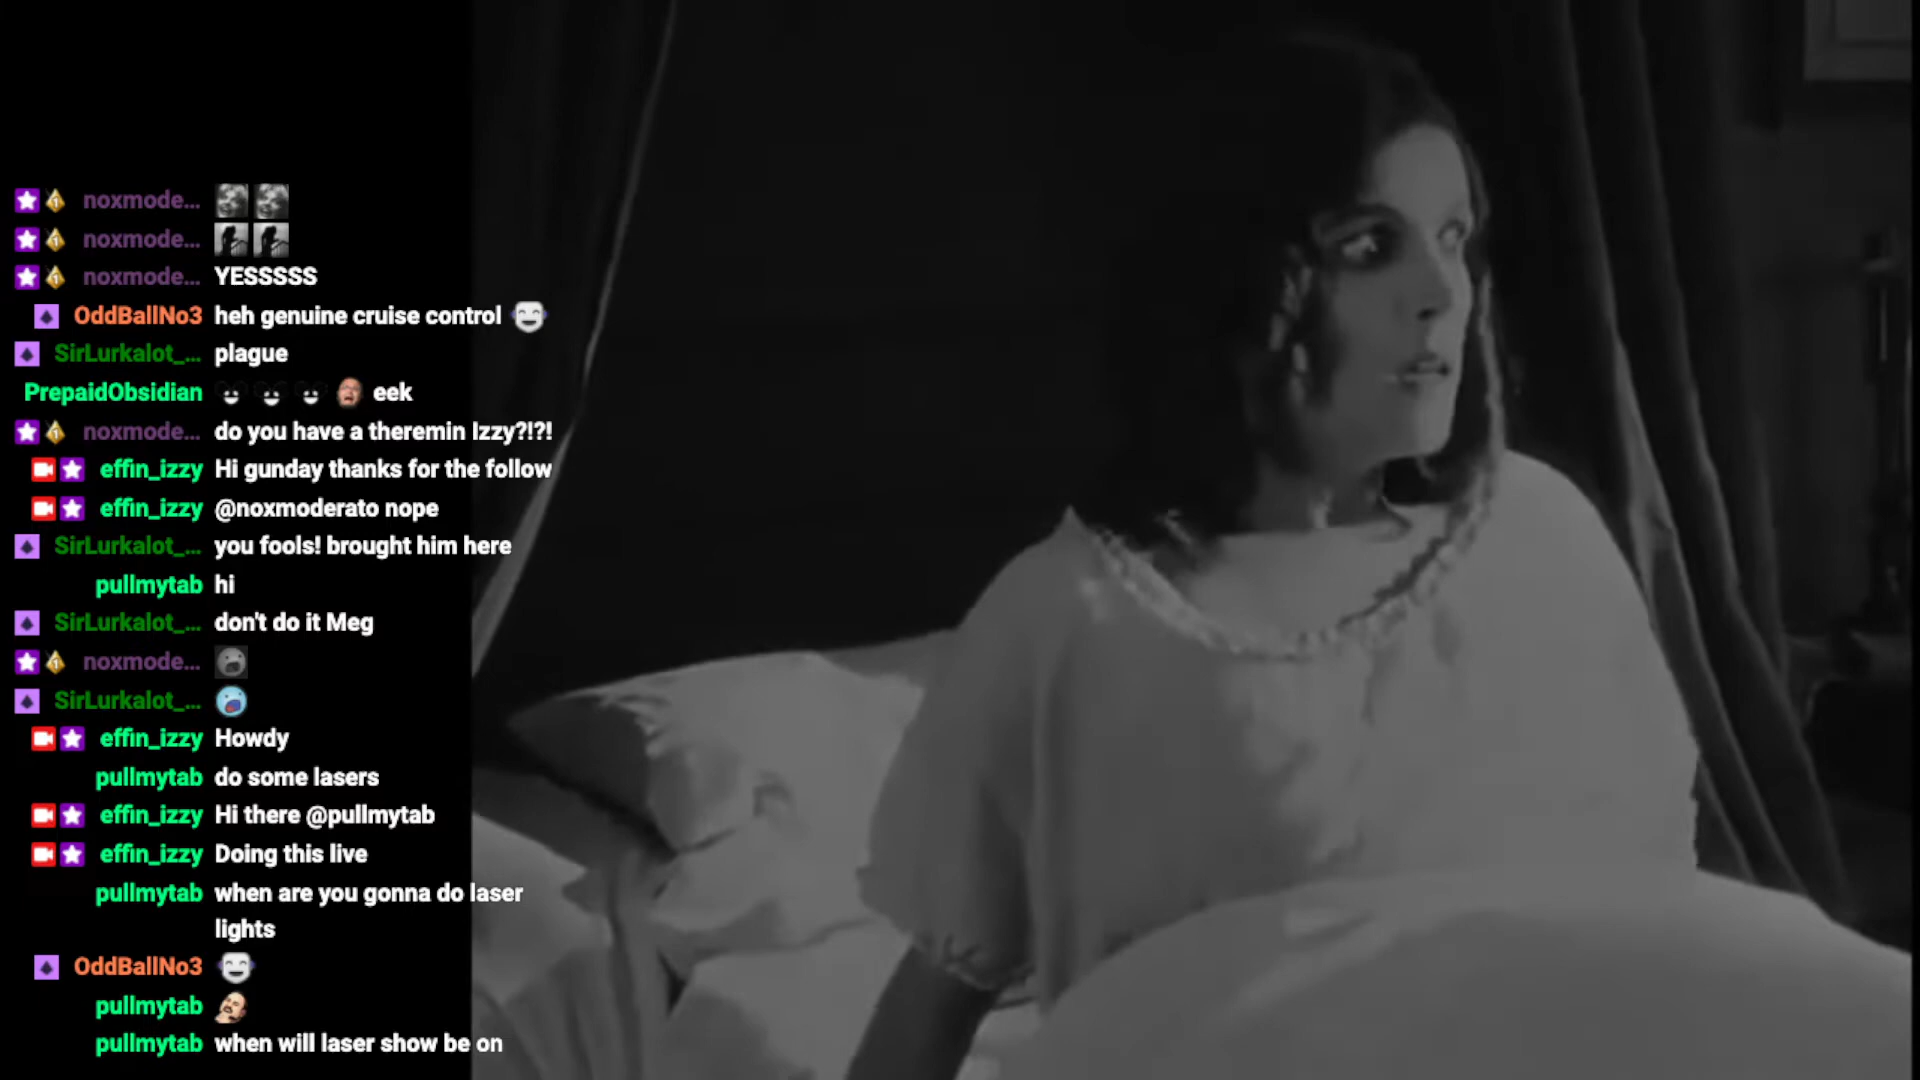 noxmode...
noxmode...
noxmode... YESSSSS
OddBallNo3 heh genuine cruise control
SirLurkalot_... plague
PrepaidObsidian eek
noxmode... do you have a theremin Izzy?!?!
effin_izzy Hi gunday thanks for the follow
effin_izzy @noxmoderato nope
SirLurkalot_... you fools! brought him here
pullmytab hi
SirLurkalot_... don't do it Meg
noxmode...
SirLurkalot_...
effin_izzy Howdy
pullmytab do some lasers
effin_izzy Hi there @pullmytab
effin_izzy Doing this live
pullmytab when are you gonna do laser
lights
OddBallNo3
pullmytab
pullmytab when will laser show be on